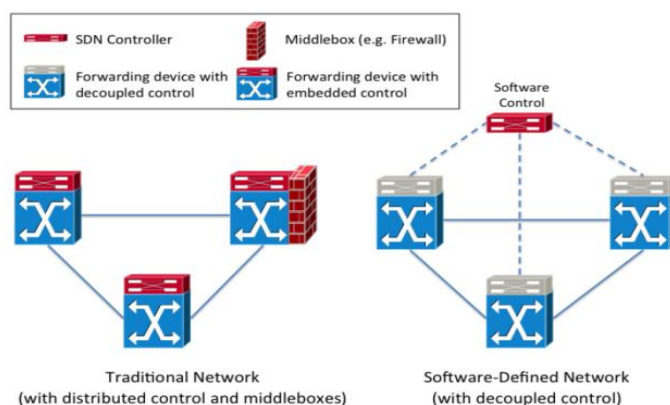 SDN Controller
Middlebox (e.g. Firewall)
Forwarding device with
decoupled control
Forwarding device with
embedded control
Software
Control
Traditional Network
(with distributed control and middleboxes)
Software-Defined Network
(with decoupled control)